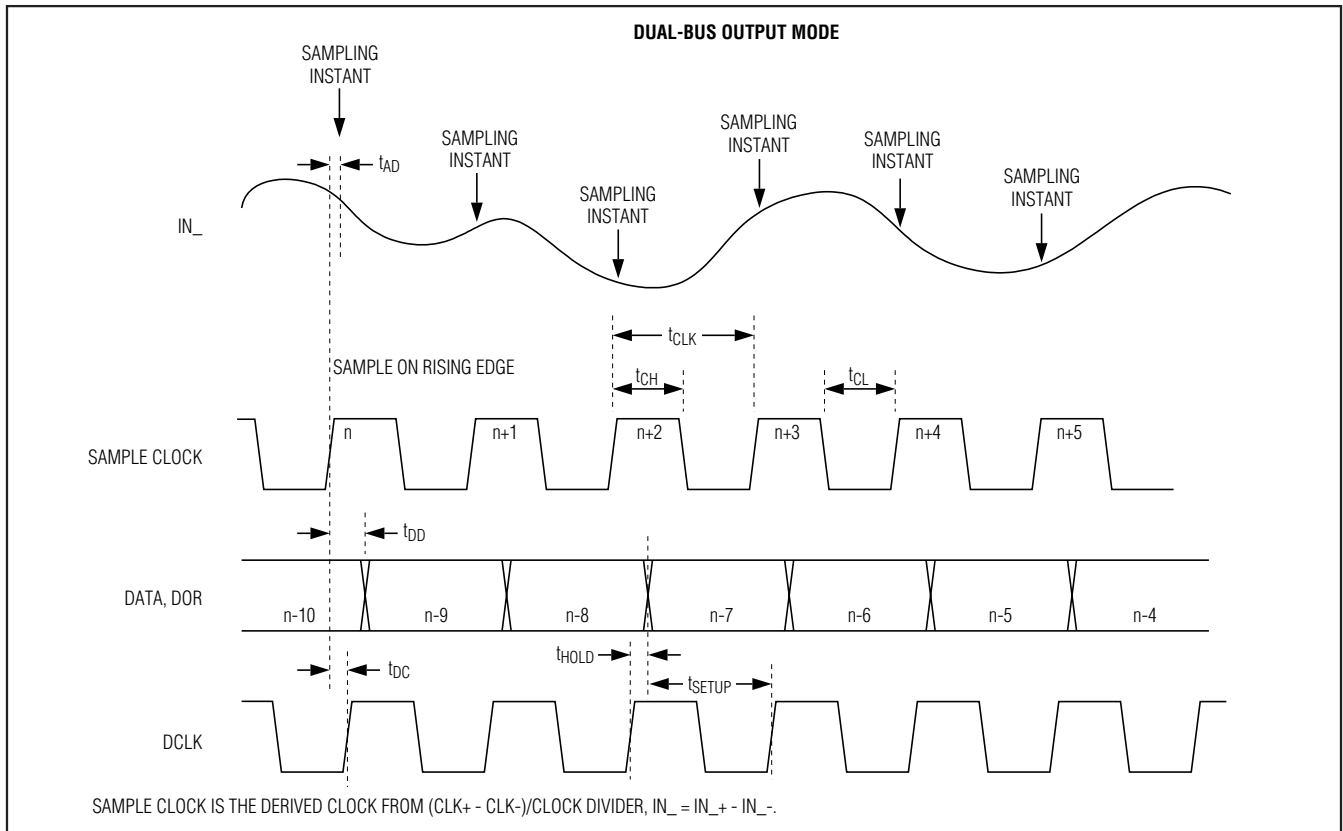 DUAL-BUS OUTPUT MODE
SAMPLING
INSTANT
tAD
SAMPLING
INSTANT
SAMPLING
INSTANT
SAMPLING
INSTANT
SAMPLING
INSTANT
SAMPLING
INSTANT
IN_
tCLK
SAMPLE ON RISING EDGE
tCH
tCL
SAMPLE CLOCK
n
n+1
n+2
n+3
n+4
n+5
tDD
DATA, DOR
n-10
n-9
n-8
n-7
n-6
n-5
n-4
tDC
tHOLD
tSETUP
DCLK
SAMPLE CLOCK IS THE DERIVED CLOCK FROM (CLK+ - CLK-)/CLOCK DIVIDER, IN_ = IN_+ - IN_-.